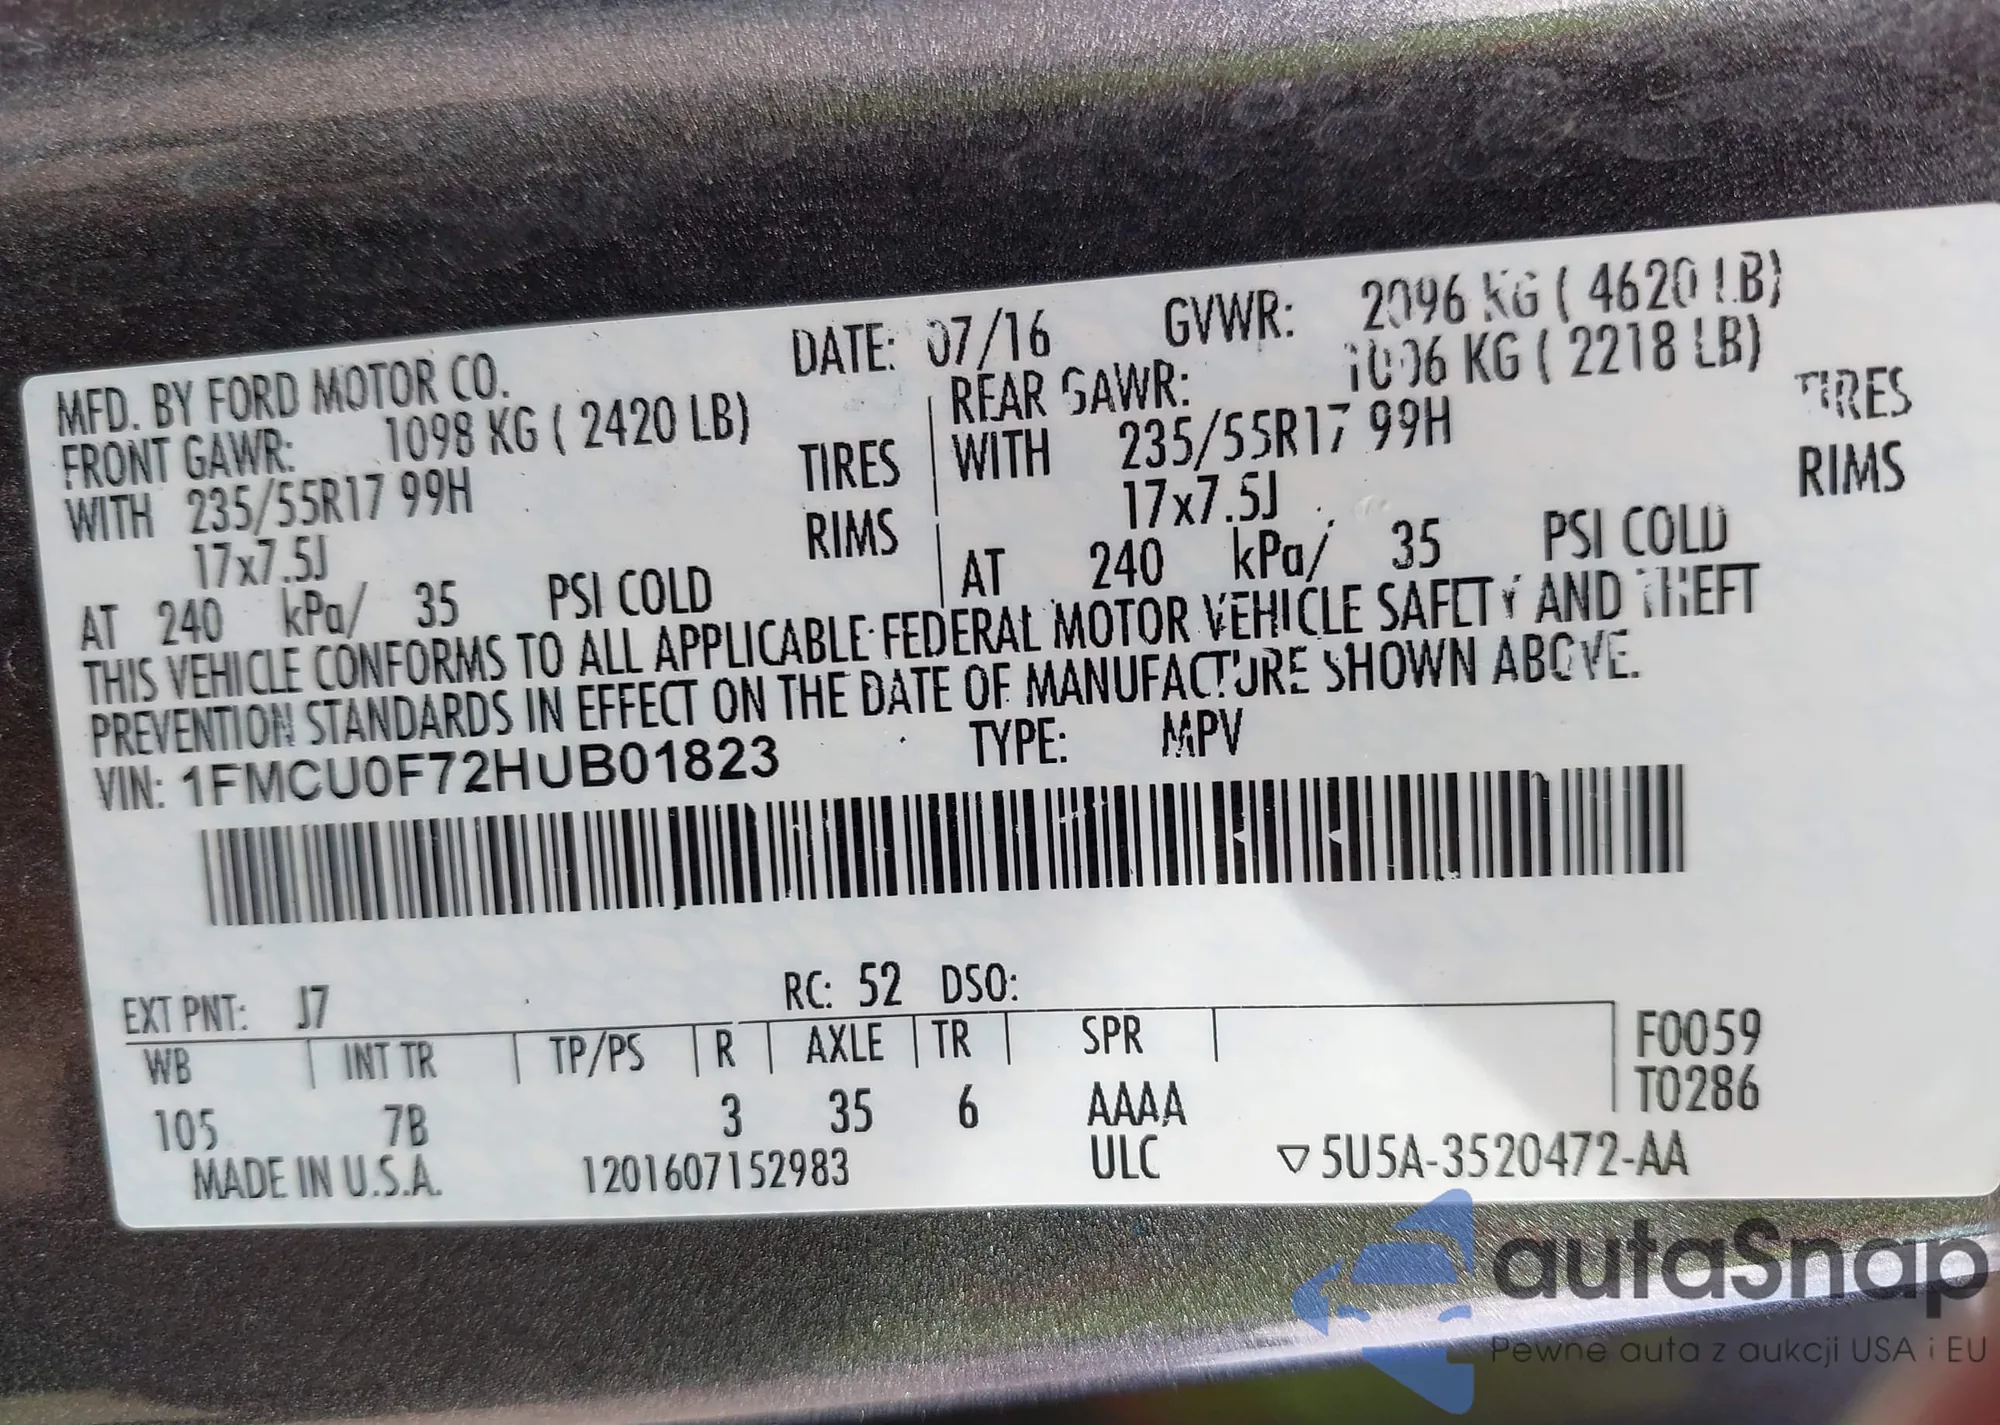 MFD. BY FORD MOTOR CO. DATE: 07/16 GVWR: 2096 KG ( 4620 LB)
FRONT GAWR: 1098 KG ( 2420 LB) REAR GAWR: 1006 KG ( 2218 LB)
WITH 235/55R17 99H TIRES WITH 235/55R17 99H TIRES
17x7.5J RIMS 17x7.5J RIMS
AT 240 kPa/ 35 PSI COLD AT 240 kPa/ 35 PSI COLD
THIS VEHICLE CONFORMS TO ALL APPLICABLE FEDERAL MOTOR VEHICLE SAFETY AND THEFT
PREVENTION STANDARDS IN EFFECT ON THE DATE OF MANUFACTURE SHOWN ABOVE.
VIN: 1FMCU0F72HUB01823 TYPE: MPV
EXT PNT: J7 RC: 52 DSO:
WB INT TR TP/PS R AXLE TR SPR F0059
105 7B 3 35 6 AAAA T0286
MADE IN U.S.A. 1201607152983 ULC ▽5U5A-3520472-AA
autaSnap
Pewne auta z aukcji USA i EU